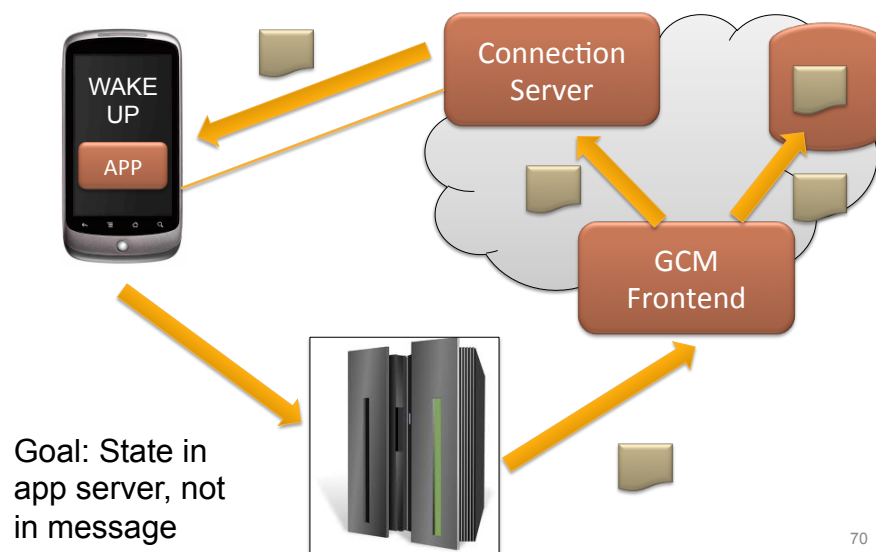 WAKE
UP
APP
Connection
Server
GCM
Frontend
Goal: State in
app server, not
in message
70